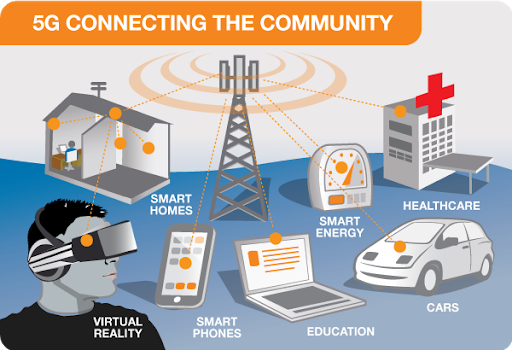 5G CONNECTING THE COMMUNITY
SMART
HOMES
SMART
ENERGY
HEALTHCARE
VIRTUAL
REALITY
SMART
PHONES
EDUCATION
CARS